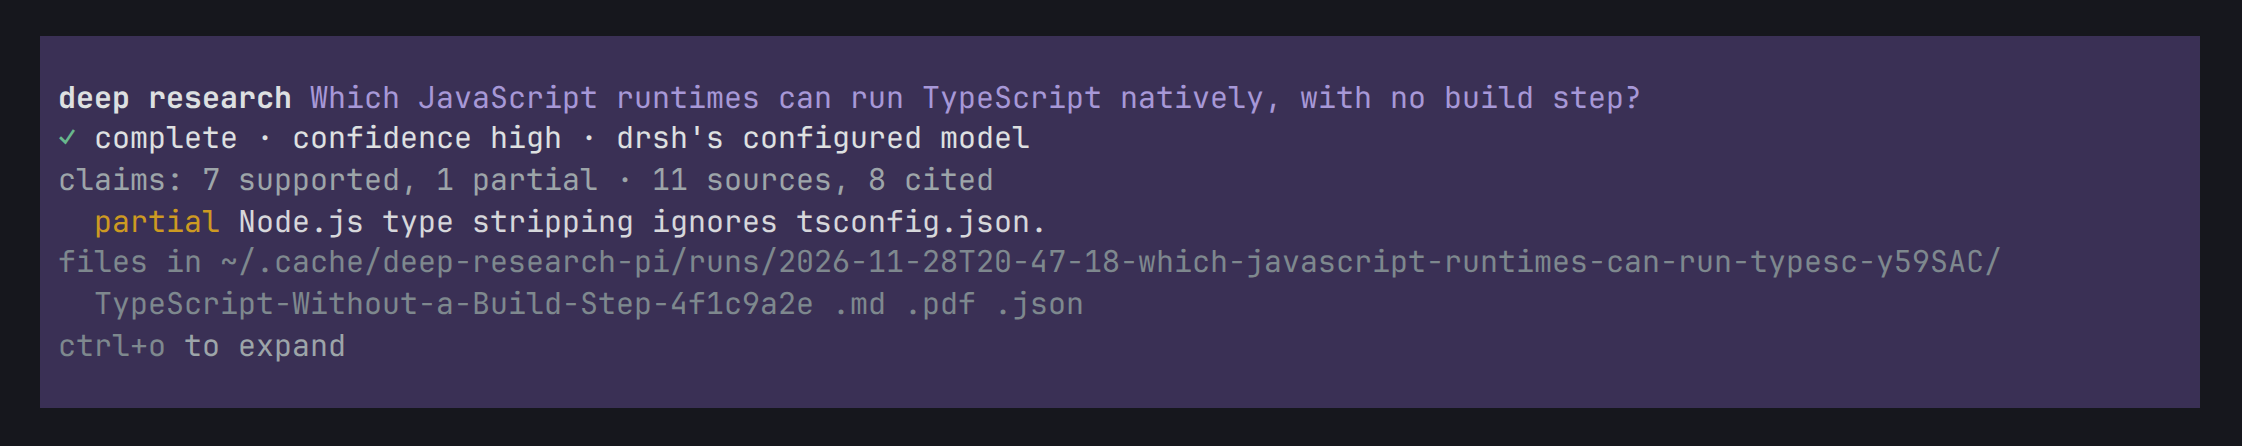 deep research Which JavaScript runtimes can run TypeScript natively, with no build step?
✓ complete · confidence high · drsh's configured model
claims: 7 supported, 1 partial · 11 sources, 8 cited
  partial Node.js type stripping ignores tsconfig.json.
files in ~/.cache/deep-research-pi/runs/2026-11-28T20-47-18-which-javascript-runtimes-can-run-typesc-y59SAC/
  TypeScript-Without-a-Build-Step-4f1c9a2e .md .pdf .json
ctrl+o to expand